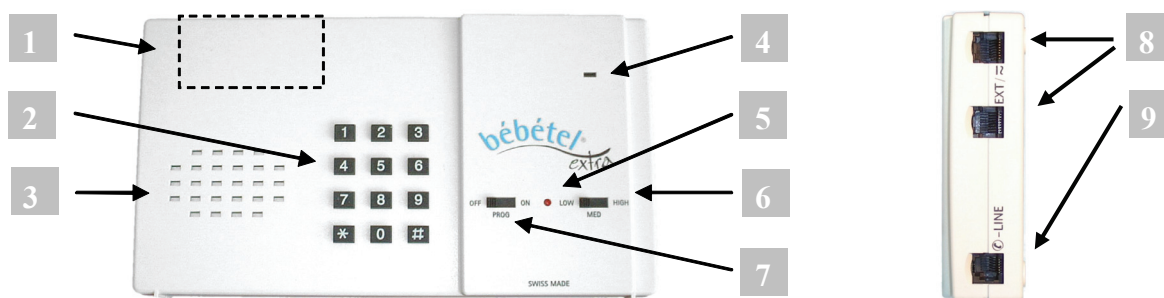 1
2
3
4
5
6
7
8
9
1 2 3
4 5 6
7 8 9
* 0 #
bébétel®
extra
OFF ON LOW HIGH
PROG MED
SWISS MADE
EXT/≂
✆-LINE